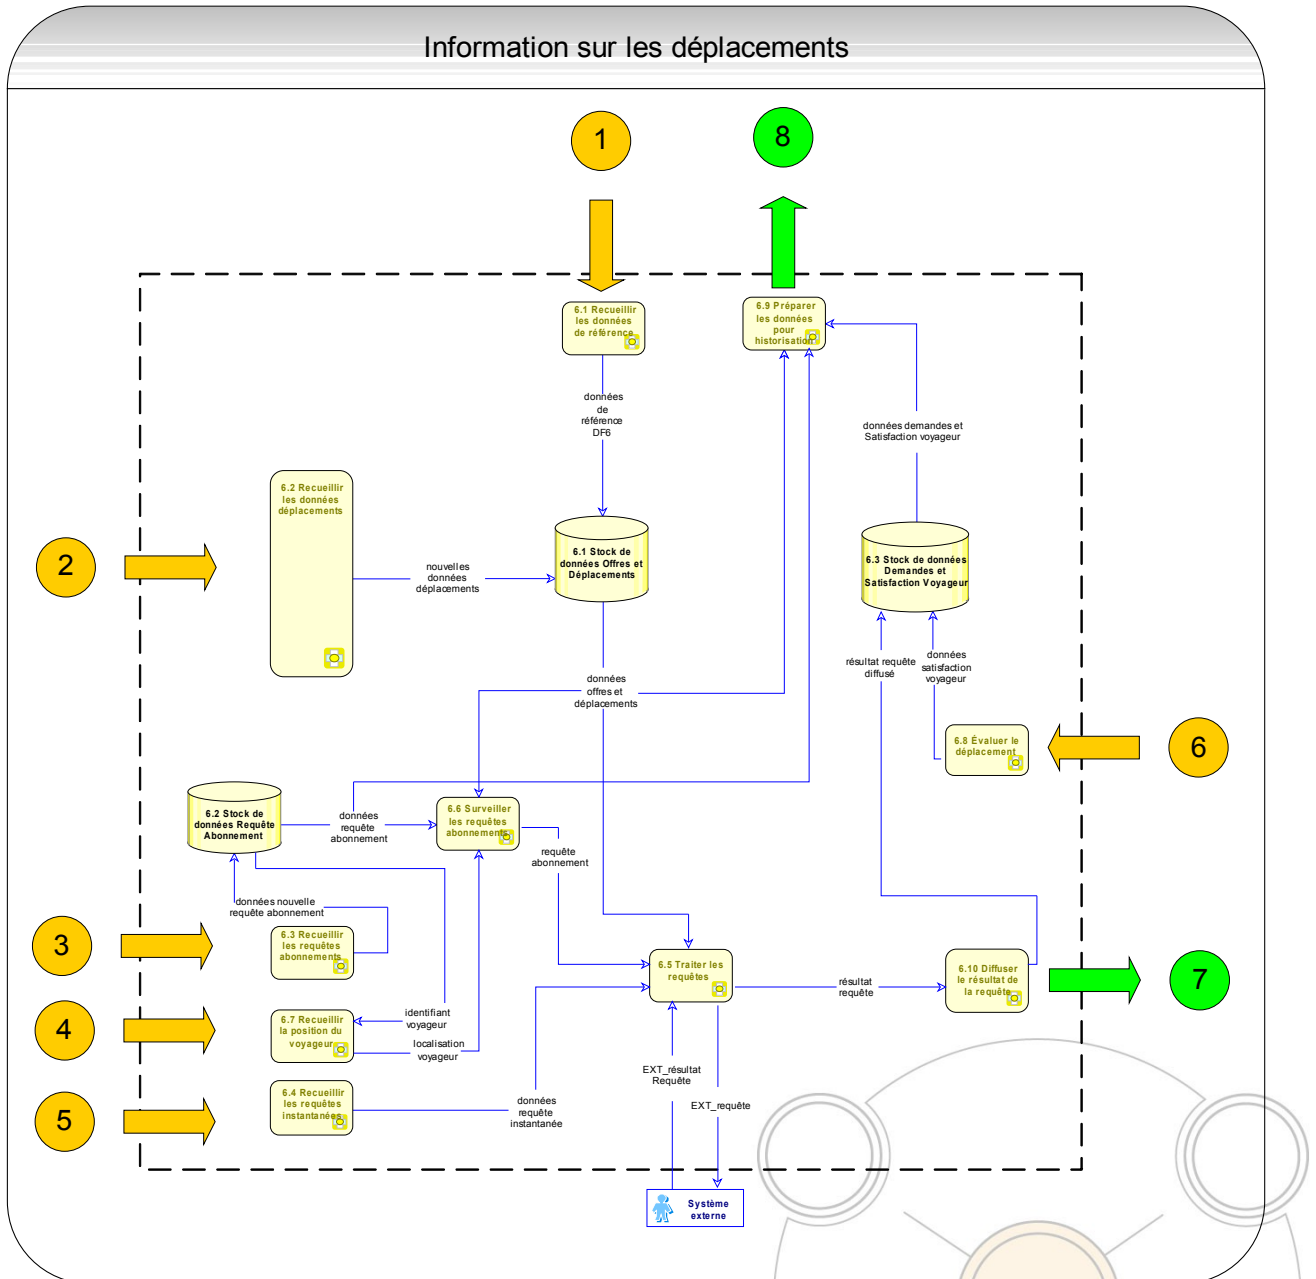 Information sur les déplacements
1
8
6.1 Recueillir
les données
de référence
6.9 Préparer
les données
pour
historisation
données
de
référence
DF6
données demandes et
Satisfaction voyageur
6.2 Recueillir
les données
déplacements
2
nouvelles
données
déplacements
6.1 Stock de
données Offres et
Déplacements
6.3 Stock de données
Demandes et
Satisfaction Voyageur
résultat requête
diffusé
données
satisfaction
voyageur
données
offres et
déplacements
6.8 Évaluer le
déplacement
6
6.2 Stock de
données Requête
Abonnement
données
requête
abonnement
6.6 Surveiller
les requêtes
abonnements
requête
abonnement
données nouvelle
requête abonnement
3
6.3 Recueillir
les requêtes
abonnements
6.5 Traiter les
requêtes
résultat
requête
6.10 Diffuser
le résultat de
la requête
7
4
6.7 Recueillir
la position du
voyageur
identifiant
voyageur
localisation
voyageur
5
6.4 Recueillir
les requêtes
instantanées
données
requête
instantanée
EXT_résultat
Requête
EXT_requête
Système
externe